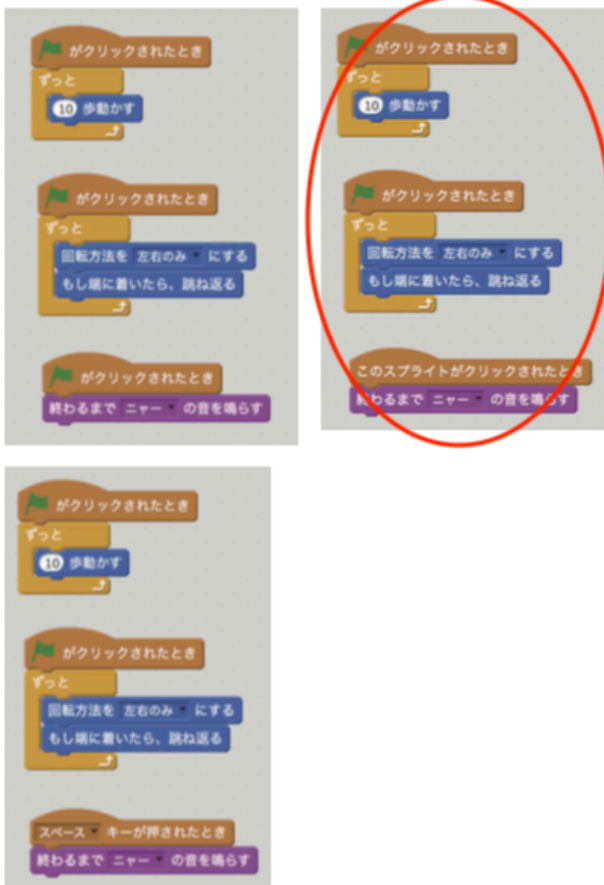 がクリックされたとき
ずっと
10 歩動かす
がクリックされたとき
ずっと
回転方法を 左右のみ にする
もし端に着いたら、跳ね返る
がクリックされたとき
終わるまで ニャー の音を鳴らす
がクリックされたとき
ずっと
10 歩動かす
がクリックされたとき
ずっと
回転方法を 左右のみ にする
もし端に着いたら、跳ね返る
このスプライトがクリックされたとき
終わるまで ニャー の音を鳴らす
がクリックされたとき
ずっと
10 歩動かす
がクリックされたとき
ずっと
回転方法を 左右のみ にする
もし端に着いたら、跳ね返る
スペース キーが押されたとき
終わるまで ニャー の音を鳴らす